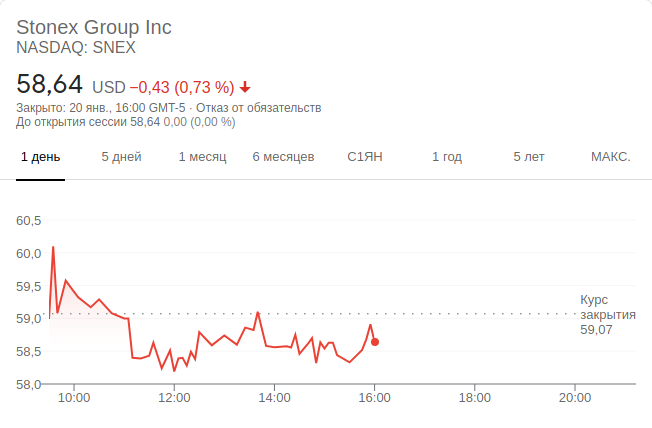 Stonex Group Inc
NASDAQ: SNEX
58,64 USD −0,43 (0,73 %)
Закрыто: 20 янв., 16:00 GMT-5 · Отказ от обязательств
До открытия сессии 58,64 0,00 (0,00 %)
1 день 5 дней 1 месяц 6 месяцев С1ЯН 1 год 5 лет МАКС.
60,5
60,0
59,5
59,0
58,5
58,0
Курс
закрытия
59,07
10:00 12:00 14:00 16:00 18:00 20:00